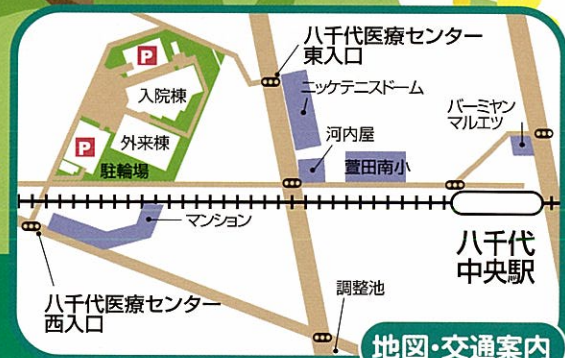 八千代医療センター
東入口
P
入院棟
ニッケテニスドーム
バーミヤン
マルエツ
外来棟
P
河内屋
駐輪場
萱田南小
マンション
八千代
中央駅
八千代医療センター
西入口
調整池
地図・交通案内